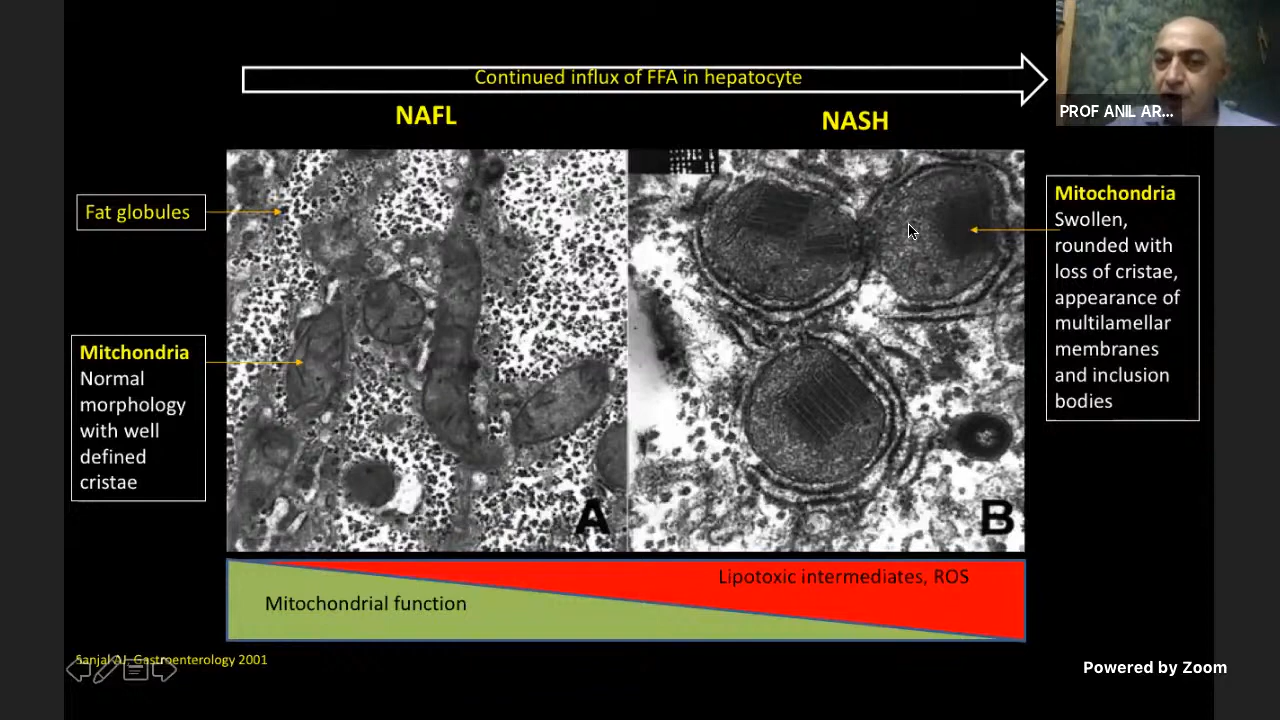 Continued influx of FFA in hepatocyte
PROF ANIL AR...
NAFL
NASH
Fat globules
Mitchondria
Normal
morphology
with well
defined
cristae
A
B
Mitochondria
Swollen,
rounded with
loss of cristae,
appearance of
multilamellar
membranes
and inclusion
bodies
Lipotoxic intermediates, ROS
Mitochondrial function
Sanjal AJ, Gastroenterology 2001
Powered by Zoom